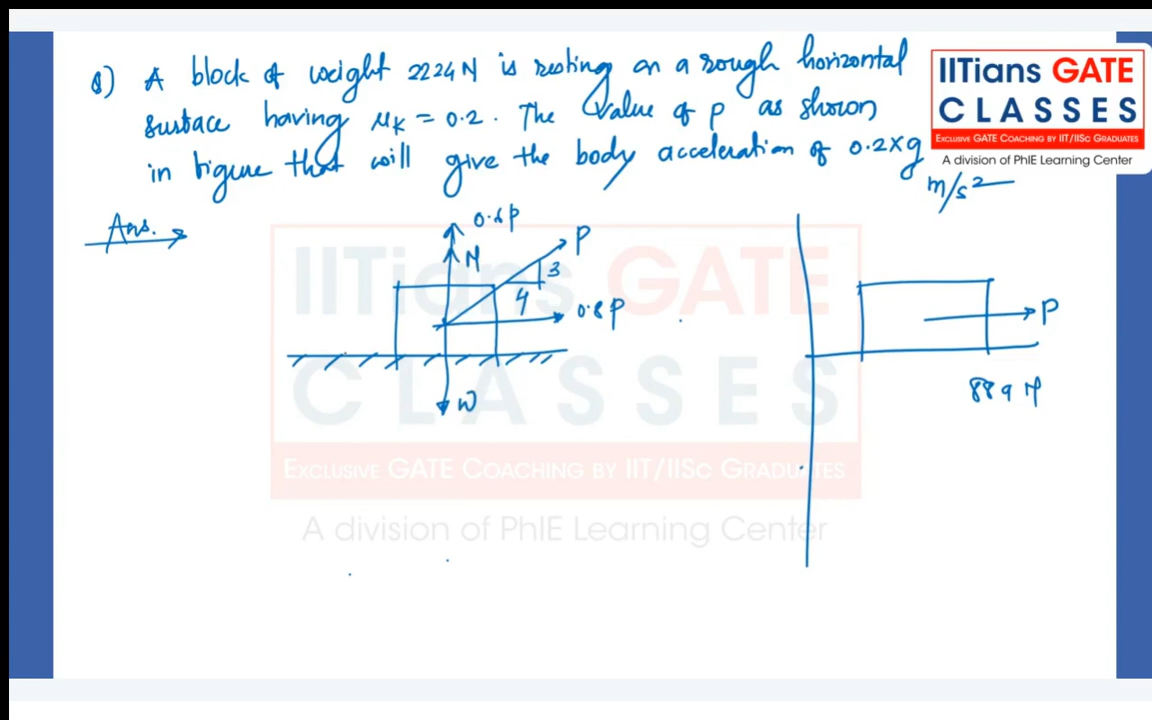 Q) A block of weight 2224 N is resting on a rough horizontal
surface having μK = 0.2. The value of P as shown
in figure that will give the body acceleration of 0.2×g
m/s²
IITians GATE
CLASSES
EXCLUSIVE GATE COACHING BY IIT/IISc GRADUATES
A division of PhIE Learning Center
Ans.
0.6P
N
P
3
4
0.8P
W
P
889 N
IITians GATE
CLASSES
EXCLUSIVE GATE COACHING BY IIT/IISc GRADUATES
A division of PhIE Learning Center